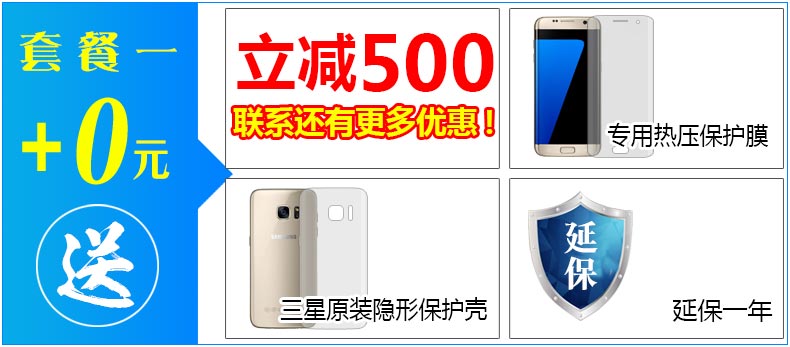 套餐一
+0元
送
立减500
联系还有更多优惠!
专用热压保护膜
SAMSUNG
三星原装隐形保护壳
延保
延保一年